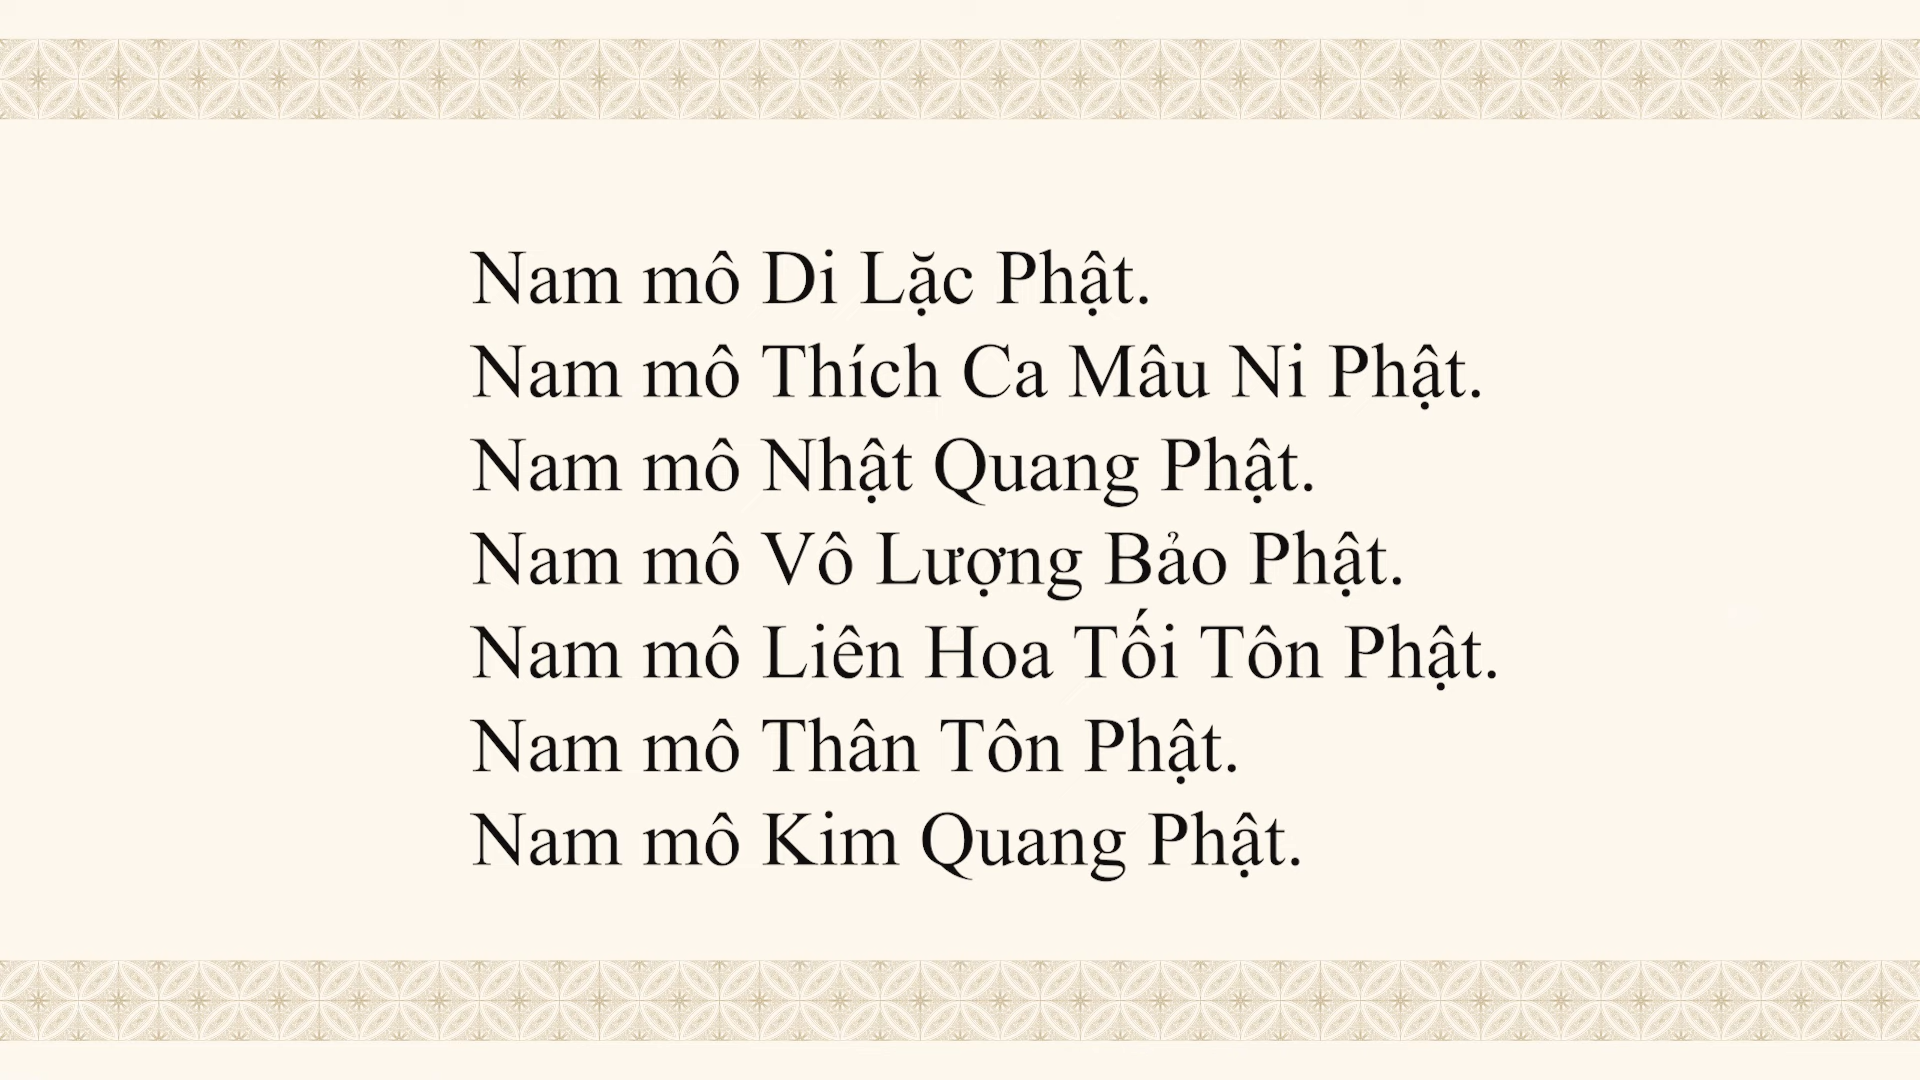 Nam mô Di Lặc Phật.
Nam mô Thích Ca Mâu Ni Phật.
Nam mô Nhật Quang Phật.
Nam mô Vô Lượng Bảo Phật.
Nam mô Liên Hoa Tối Tôn Phật.
Nam mô Thân Tôn Phật.
Nam mô Kim Quang Phật.